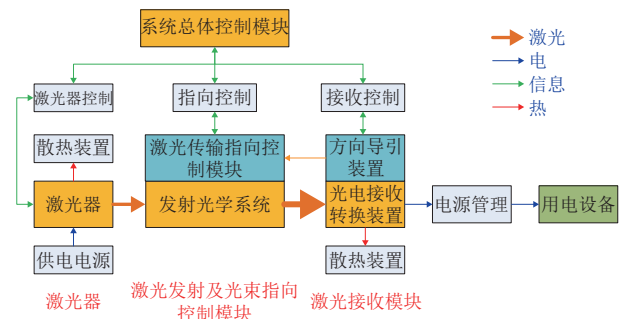 系统总体控制模块
激光
电
信息
热
激光器控制
指向控制
接收控制
散热装置
激光传输指向控
制模块
方向导引
装置
激光器
发射光学系统
光电接收
转换装置
电源管理
用电设备
供电电源
散热装置
激光器
激光发射及光束指向
控制模块
激光接收模块